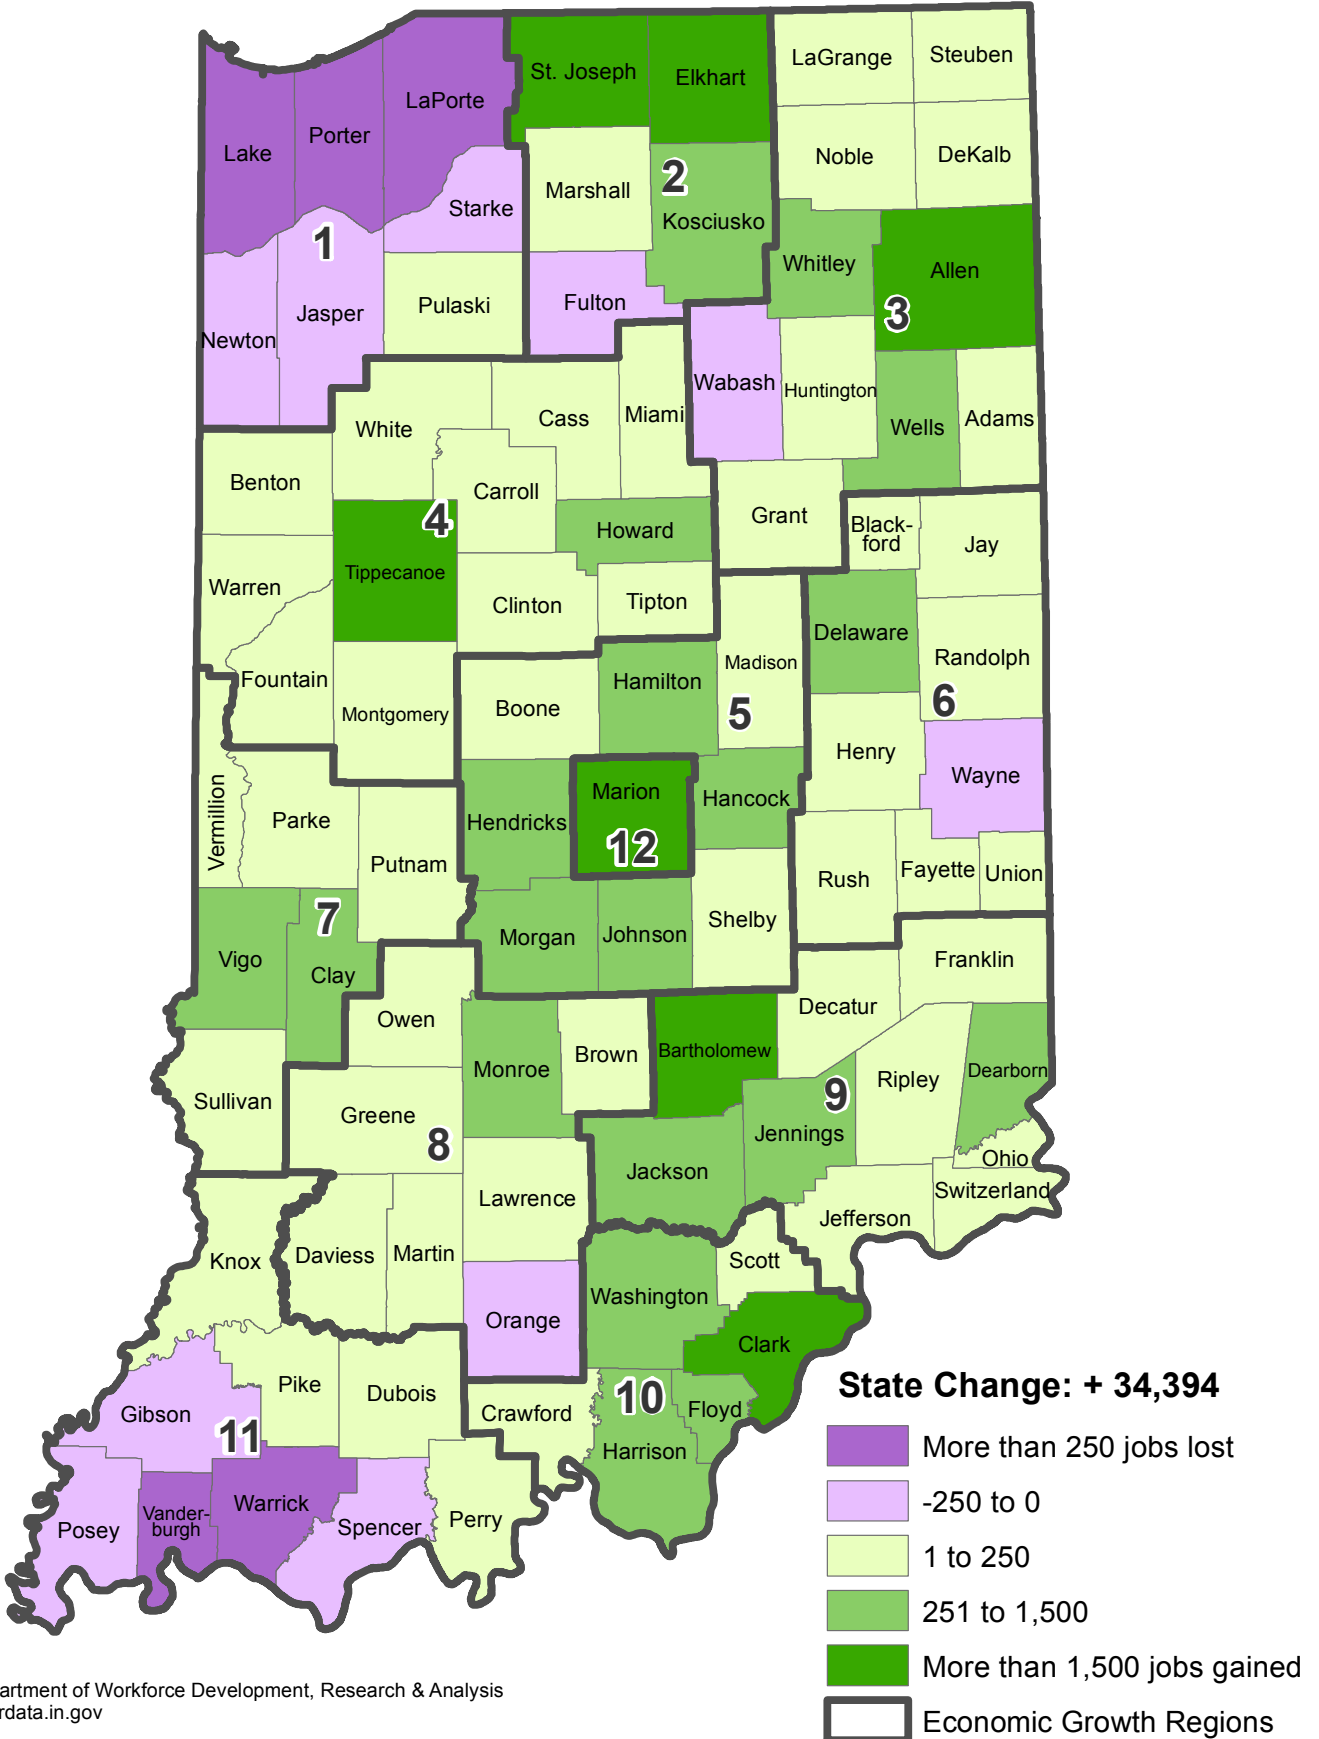 LaGrange
Steuben
St. Joseph
Elkhart
LaPorte
Porter
Lake
Noble
DeKalb
Marshall
2
Starke
Kosciusko
1
Whitley
Allen
Fulton
Pulaski
Jasper
3
Newton
Wabash
Huntington
Cass
Miami
Adams
White
Wells
Benton
Carroll
4
Grant
Howard
Black-
ford
Jay
Tippecanoe
Warren
Clinton
Tipton
Delaware
Randolph
Madison
Fountain
Hamilton
6
Boone
5
Montgomery
Henry
Wayne
Marion
Hancock
Vermillion
Parke
Hendricks
12
Putnam
Rush
Fayette
Union
7
Shelby
Morgan
Johnson
Vigo
Clay
Franklin
Decatur
Owen
Brown
Bartholomew
Monroe
Dearborn
Ripley
9
Sullivan
Greene
Jennings
8
Ohio
Jackson
Switzerland
Lawrence
Jefferson
Daviess
Martin
Knox
Scott
Washington
Orange
Clark
Pike
Dubois
10
Floyd
Crawford
Gibson
11
Harrison
Warrick
Vander-
burgh
Spencer
Perry
Posey
State Change: + 34,394
More than 250 jobs lost
-250 to 0
1 to 250
251 to 1,500
More than 1,500 jobs gained
Economic Growth Regions
artment of Workforce Development, Research & Analysis
rdata.in.gov